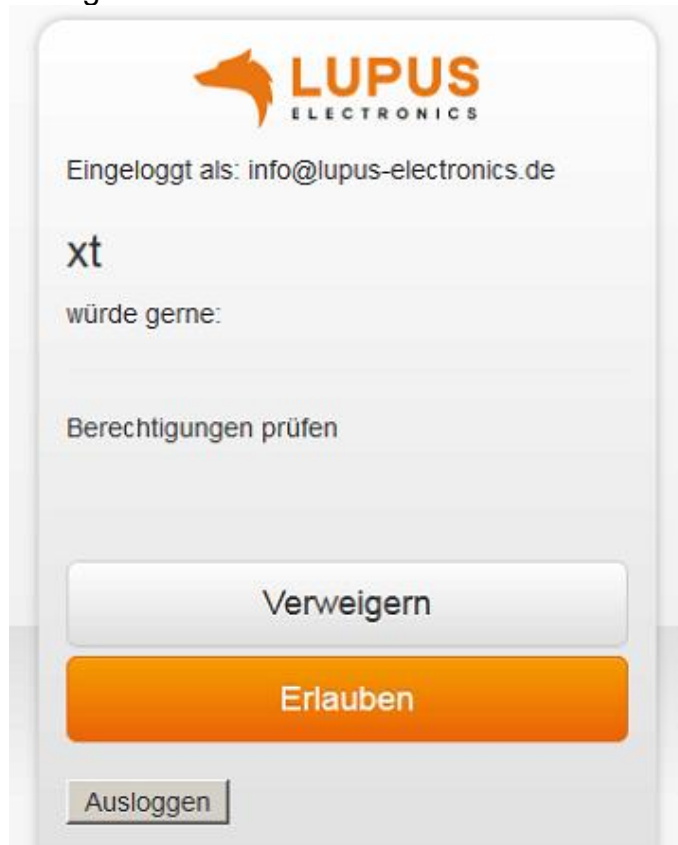 LUPUS
ELECTRONICS
Eingeloggt als: info@lupus-electronics.de
xt
würde gerne:
Berechtigungen prüfen
Verweigern
Erlauben
Ausloggen